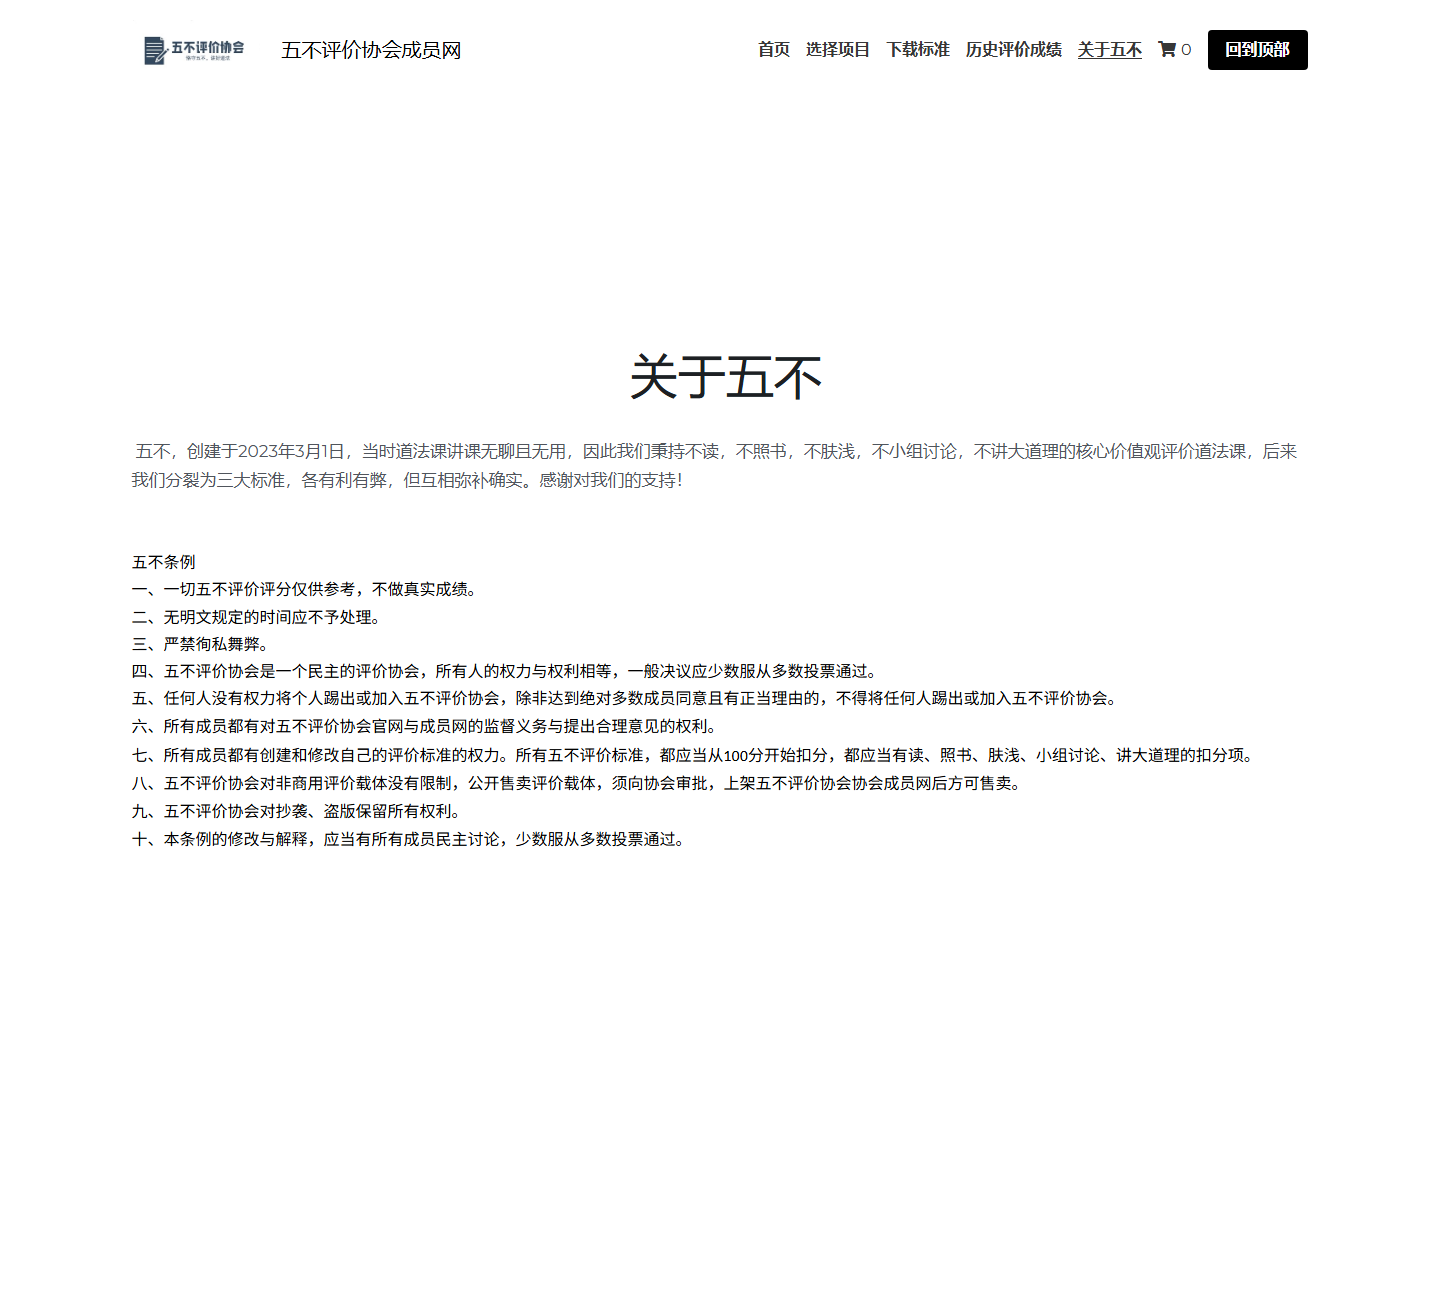 五不评价协会
五不评价协会成员网
首页 选择项目 下载标准 历史评价成绩 关于五不 0 回到顶部
关于五不
五不，创建于2023年3月1日，当时道法课讲课无聊且无用，因此我们秉持不读，不照书，不肤浅，不小组讨论，不讲大道理的核心价值观评价道法课，后来
我们分裂为三大标准，各有利有弊，但互相弥补确实。感谢对我们的支持！
五不条例
一、一切五不评价评分仅供参考，不做真实成绩。
二、无明文规定的时间应不予处理。
三、严禁徇私舞弊。
四、五不评价协会是一个民主的评价协会，所有人的权力与权利相等，一般决议应少数服从多数投票通过。
五、任何人没有权力将个人踢出或加入五不评价协会，除非达到绝对多数成员同意且有正当理由的，不得将任何人踢出或加入五不评价协会。
六、所有成员都有对五不评价协会官网与成员网的监督义务与提出合理意见的权利。
七、所有成员都有创建和修改自己的评价标准的权力。所有五不评价标准，都应当从100分开始扣分，都应当有读、照书、肤浅、小组讨论、讲大道理的扣分项。
八、五不评价协会对非商用评价载体没有限制，公开售卖评价载体，须向协会审批，上架五不评价协会协会成员网后方可售卖。
九、五不评价协会对抄袭、盗版保留所有权利。
十、本条例的修改与解释，应当有所有成员民主讨论，少数服从多数投票通过。